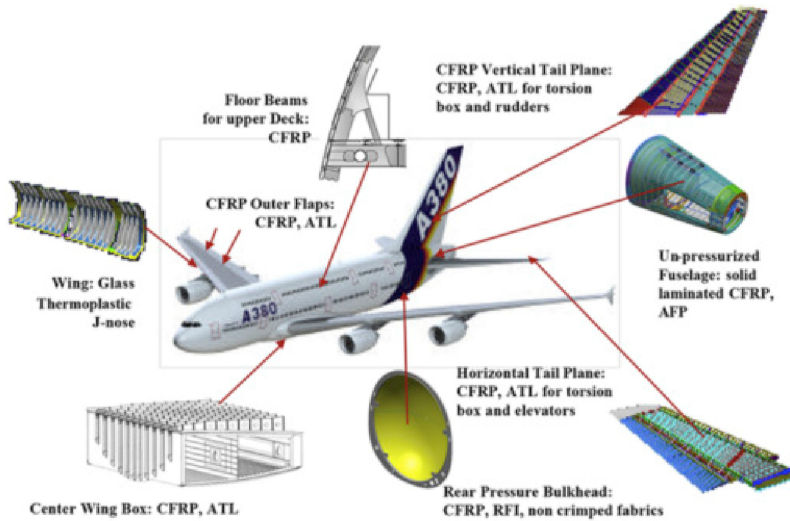 CFRP Vertical Tail Plane:
CFRP, ATL for torsion
box and rudders
Floor Beams
for upper Deck:
CFRP
A380
CFRP Outer Flaps:
CFRP, ATL
Wing: Glass
Thermoplastic
J-nose
Un-pressurized
Fuselage: solid
laminated CFRP,
AFP
A380
Horizontal Tail Plane:
CFRP, ATL for torsion
box and elevators
Center Wing Box: CFRP, ATL
Rear Pressure Bulkhead:
CFRP, RFI, non crimped fabrics